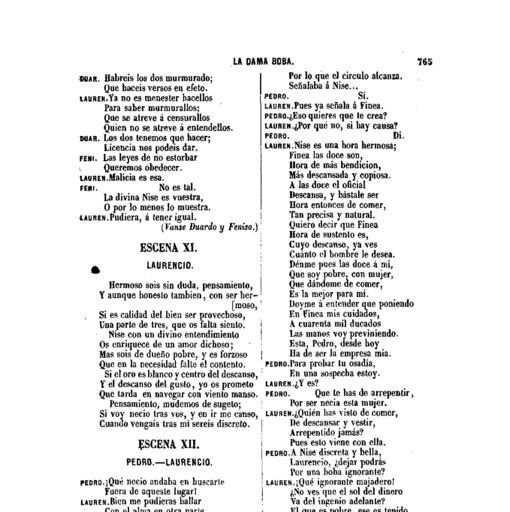 LA DAMA BOBA. 765
DUAR. Habreis los dos murmurado;
Que haceis versos en efeto.
LAUREN.Ya no es menester hacellos
Para saber murmurallos;
Que se atreve á censurallos
Quien no se atreve á entendellos.
DUAR. Los dos tenemos que hacer;
Licencia nos podeis dar.
FENI. Las leyes de no estorbar
Queremos obedecer.
LAUREN.Malicia es esa.
FENI. No es tal.
La divina Nise es vuestra,
O por lo menos lo muestra.
LAUREN.Pudiera, á tener igual.
(Vanse Duardo y Feniso.)
ESCENA XI.
LAURENCIO.
Hermoso sois sin duda, pensamiento,
Y aunque honesto tambien, con ser her-
[moso,
Si es calidad del bien ser provechoso,
Una parte de tres, que os falta siento.
Nise con un divino entendimiento
Os enriquece de un amor dichoso;
Mas sois de dueño pobre, y es forzoso
Que en la necesidad falte el contento.
Si el oro es blanco y centro del descanso,
Y el descanso del gusto, yo os prometo
Que tarda en navegar con viento manso.
Pensamiento, mudemos de sugeto;
Si voy necio tras vos, y en ir me canso,
Cuando vengais tras mi sereis discreto.
ESCENA XII.
PEDRO.—LAURENCIO.
PEDRO.¡Qué necio andaba en buscarte
Fuera de aqueste lugar!
LAUREN.Bien me pudieras hallar
Con el alma en otra parte
Por lo que el circulo alcanza.
Señalaba á Nise...
PEDRO. Sí.
LAUREN.Pues ya señala á Finea.
PEDRO.¿Eso quieres que te crea?
LAUREN.¿Por qué no, si hay causa?
PEDRO. Di.
LAUREN.Nise es una hora hermosa;
Finea las doce son,
Hora de más bendicion,
Más descansada y copiosa.
A las doce el oficial
Descansa, y bástale ser
Hora entonces de comer,
Tan precisa y natural.
Quiero decir que Finea
Hora de sustento es,
Cuyo descanso, ya ves
Cuánto el hombre le desea.
Dénme pues las doce á mí,
Que soy pobre, con mujer,
Que dándome de comer,
Es la mejor para mí.
Doyme á entender que poniendo
En Finea mis cuidados,
A cuarenta mil ducados
Las manos voy previniendo.
Esta, Pedro, desde hoy
Ha de ser la empresa mia.
PEDRO.Para probar tu osadía,
En una sospecha estoy.
LAUREN.¿Y es?
PEDRO. Que te has de arrepentir,
Por ser necia esta mujer.
LAUREN.¿Quién has visto de comer,
De descansar y vestir,
Arrepentido jamás?
Pues esto viene con ella.
PEDRO.A Nise discreta y bella,
Laurencio, ¿dejar podrás
Por una boba ignorante?
LAUREN.¡Qué ignorante majadero!
¿No ves que el sol del dinero
Va del ingenio adelante?
El que es pobre, ese es tenido